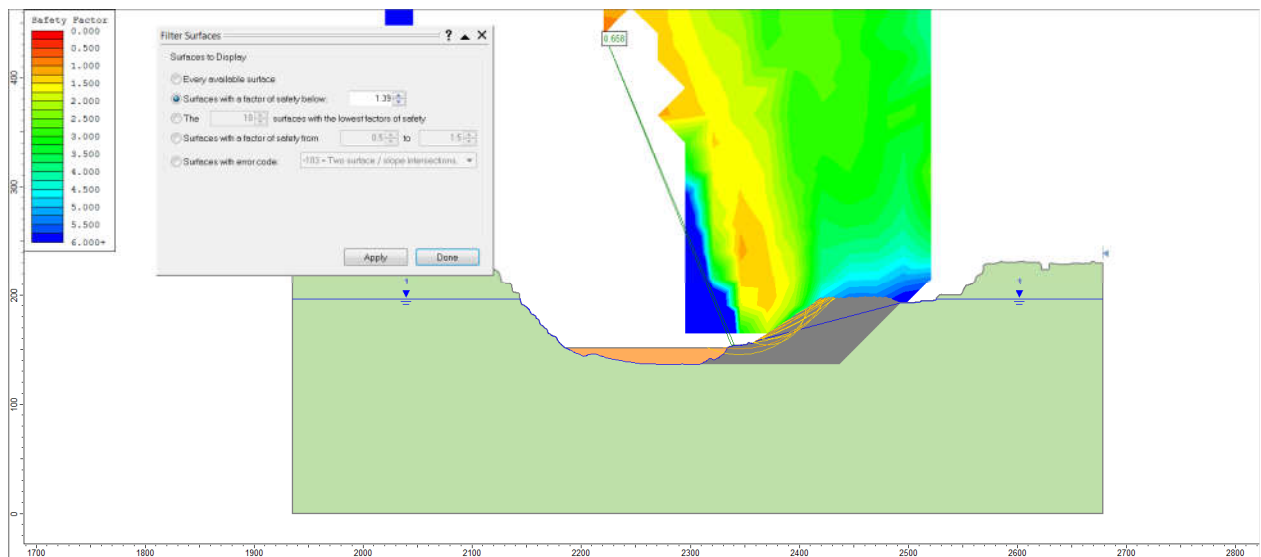 Safety Factor
0.000
0.500
1.000
1.500
2.000
2.500
3.000
3.500
4.000
4.500
5.000
5.500
6.000+
Filter Surfaces
?
Surfaces to Display
Every available surface
Surfaces with a factor of safety below: 1.39
The 10 surfaces with the lowest factors of safety
Surfaces with a factor of safety from 0.5 to 1.5
Surfaces with error code: -103 - Two surface / slope intersections.
Apply Done
0.658
1
1
400
300
200
100
0
1700 1800 1900 2000 2100 2200 2300 2400 2500 2600 2700 2800